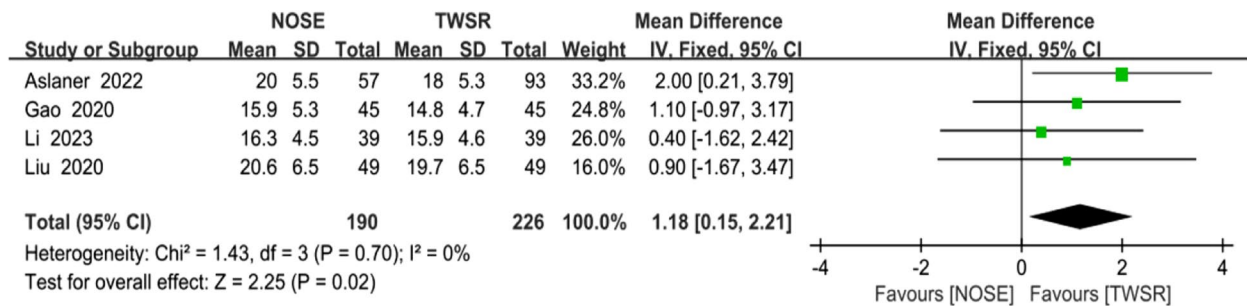 NOSE TWSR Mean Difference Mean Difference
Study or Subgroup Mean SD Total Mean SD Total Weight IV, Fixed, 95% CI IV, Fixed, 95% CI
Aslaner 2022 20 5.5 57 18 5.3 93 33.2% 2.00 [0.21, 3.79]
Gao 2020 15.9 5.3 45 14.8 4.7 45 24.8% 1.10 [-0.97, 3.17]
Li 2023 16.3 4.5 39 15.9 4.6 39 26.0% 0.40 [-1.62, 2.42]
Liu 2020 20.6 6.5 49 19.7 6.5 49 16.0% 0.90 [-1.67, 3.47]
Total (95% CI) 190 226 100.0% 1.18 [0.15, 2.21]
Heterogeneity: Chi² = 1.43, df = 3 (P = 0.70); I² = 0%
Test for overall effect: Z = 2.25 (P = 0.02)
-4 -2 0 2 4
Favours [NOSE] Favours [TWSR]